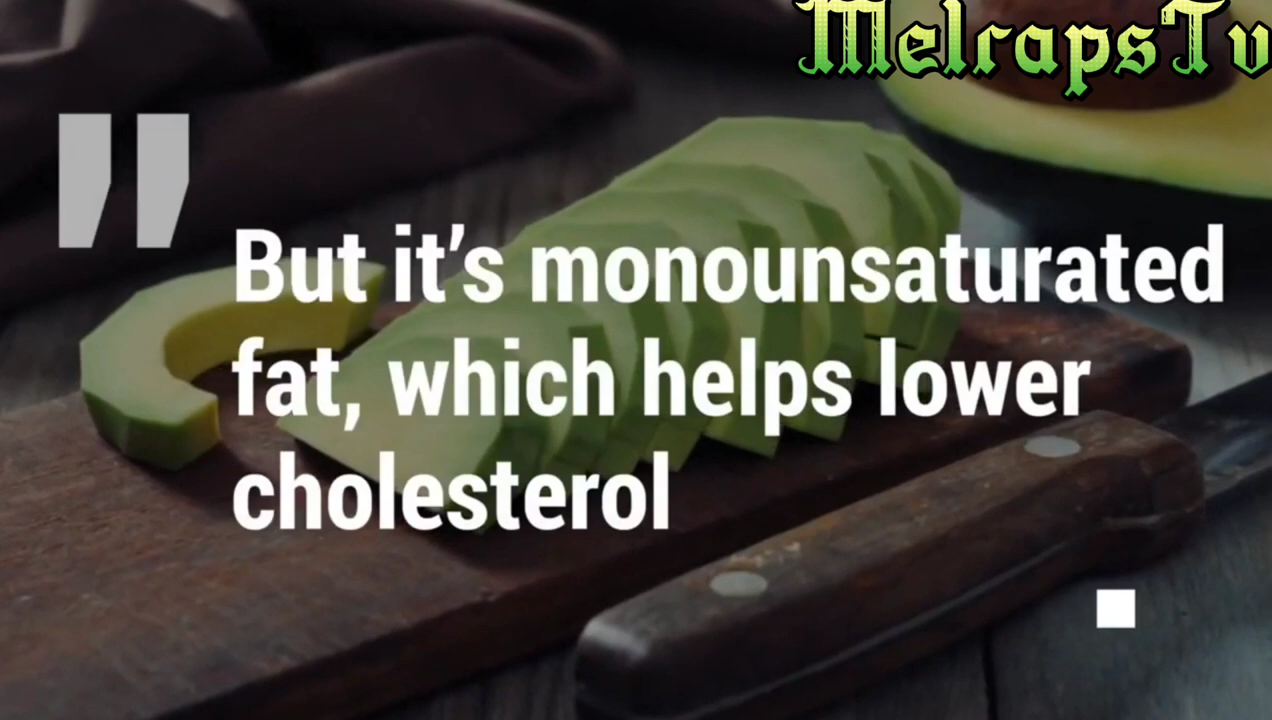 MelrapsTv
"
But it’s monounsaturated
fat, which helps lower
cholesterol